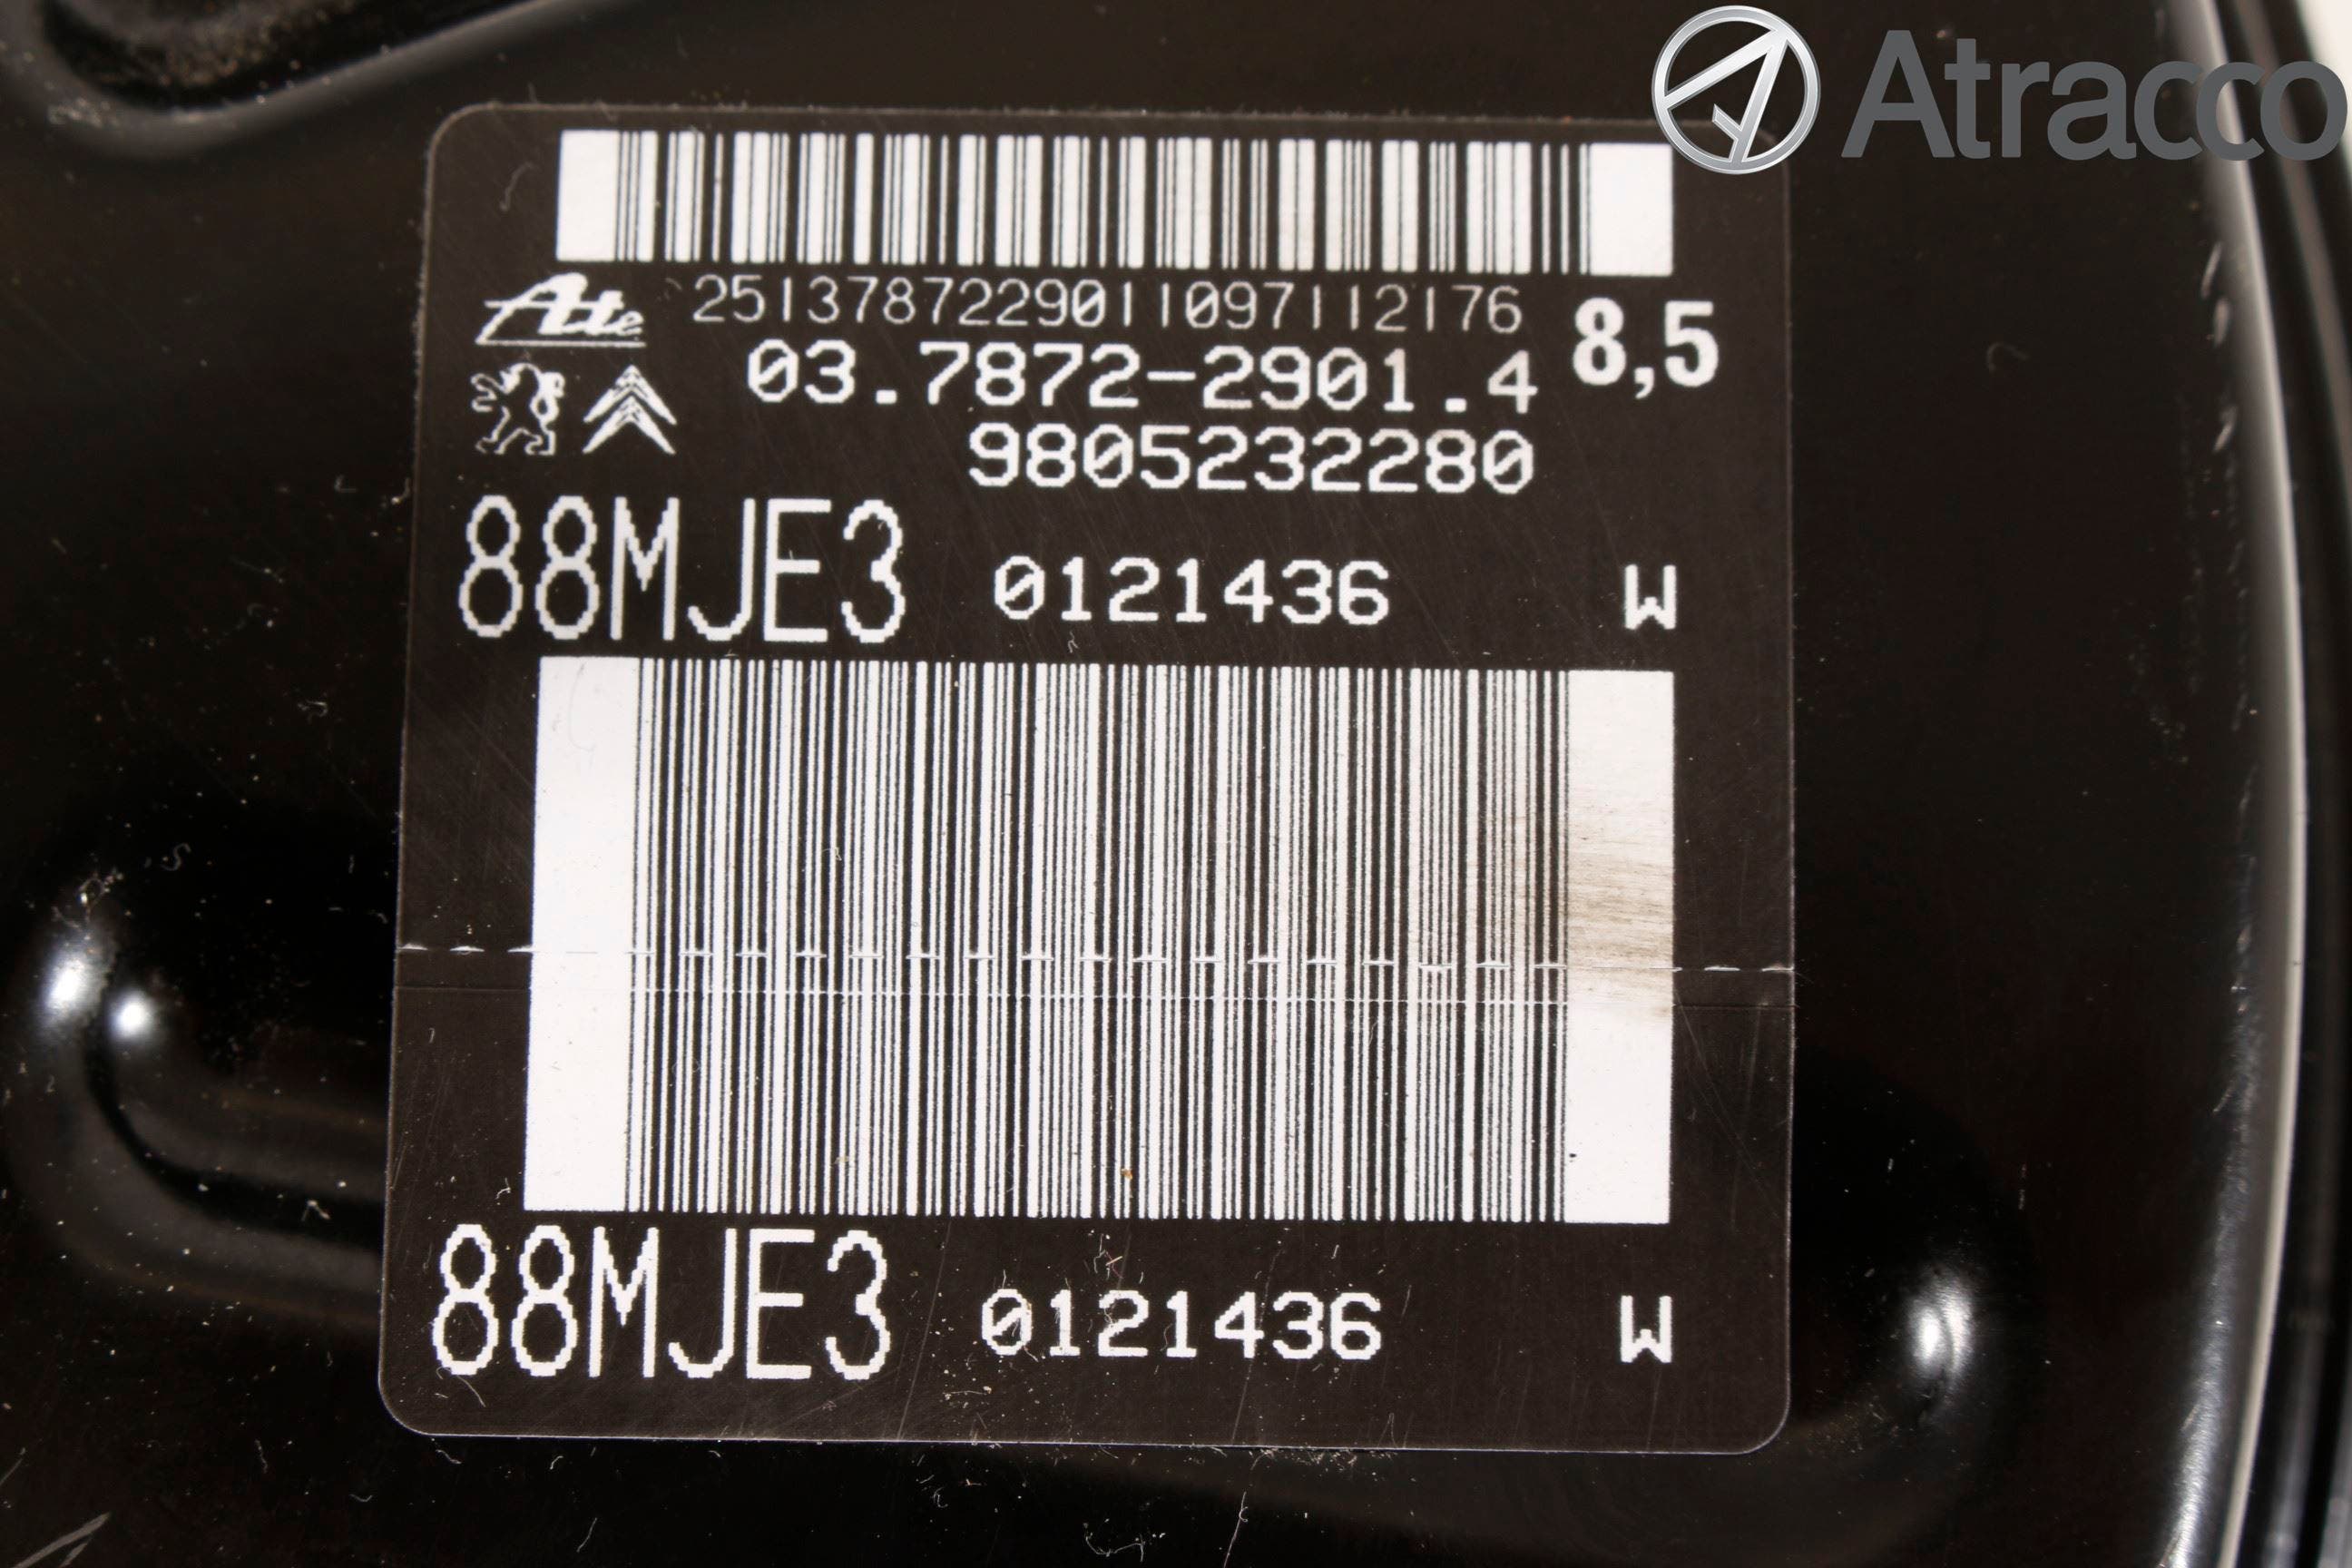 Atracco
2513787229011097112176
Ate
8,5
03.7872-2901.4
9805232280
88MJE3 0121436 W
88MJE3 0121436 W